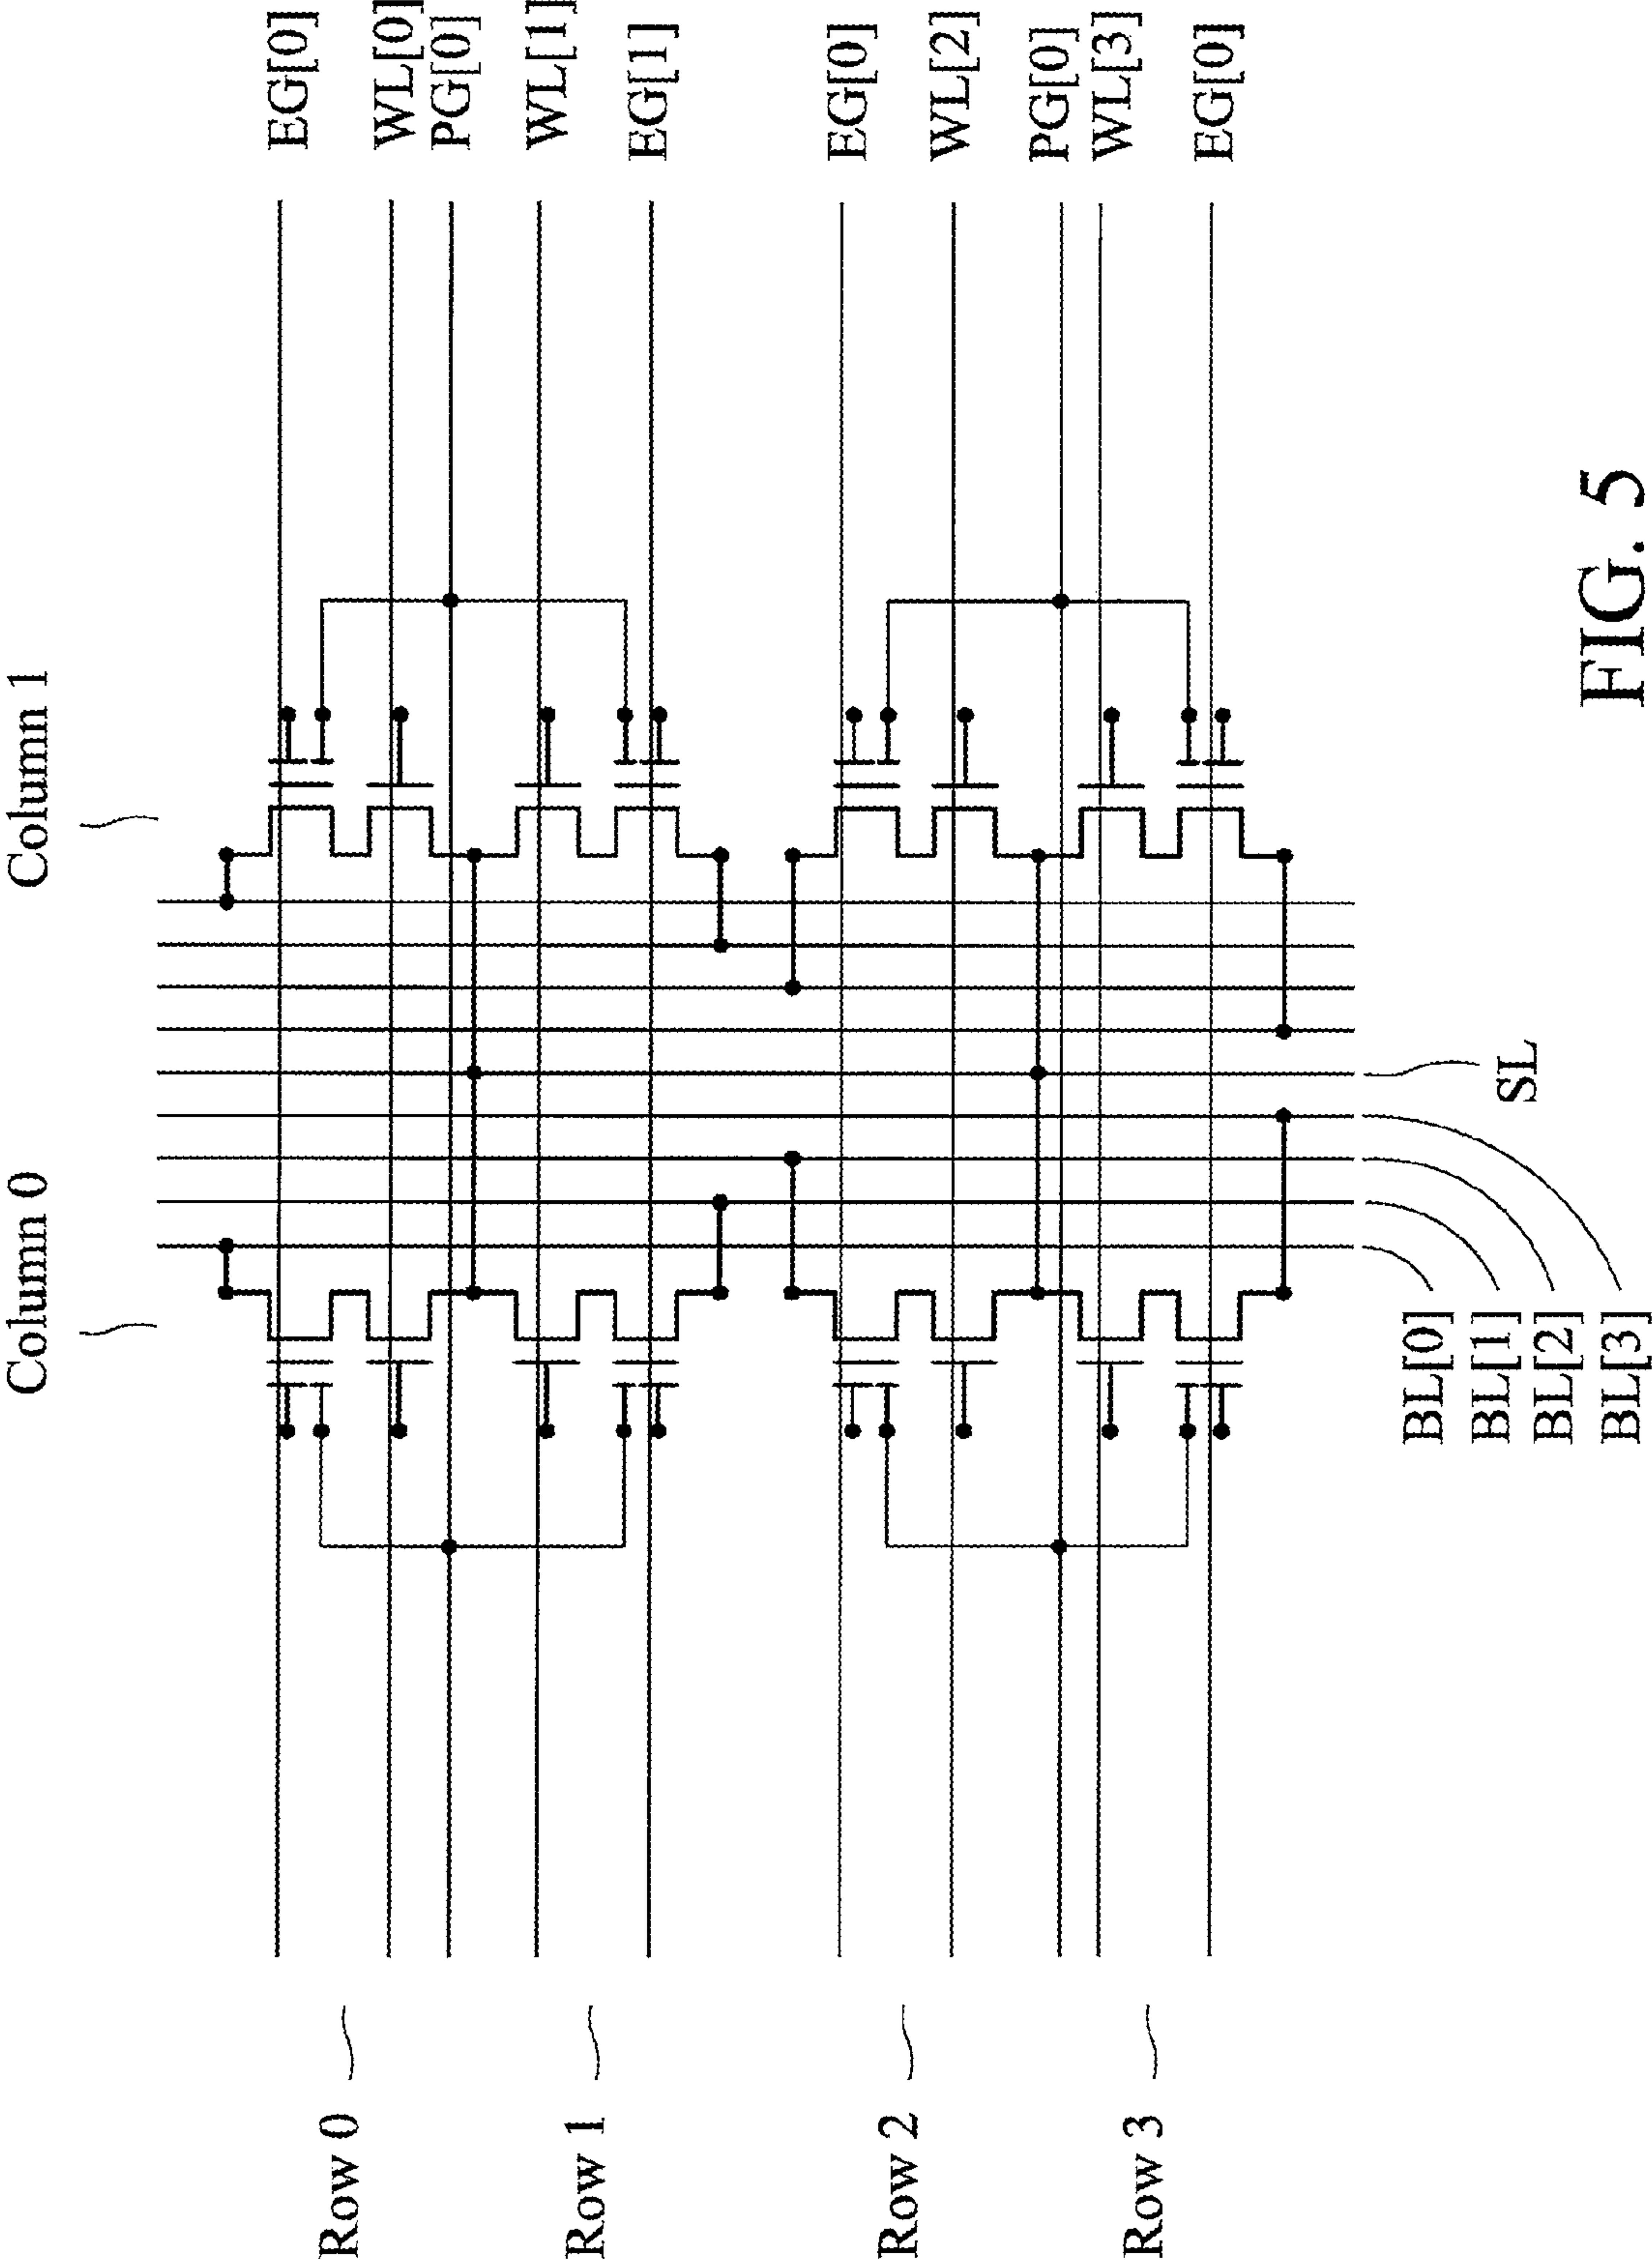 Column 0
Column 1
Row 0
Row 1
Row 2
Row 3
EG[0]
WL[0]
PG[0]
WL[1]
EG[1]
EG[0]
WL[2]
PG[0]
WL[3]
EG[0]
BL[0]
BL[1]
BL[2]
BL[3]
SL
FIG. 5